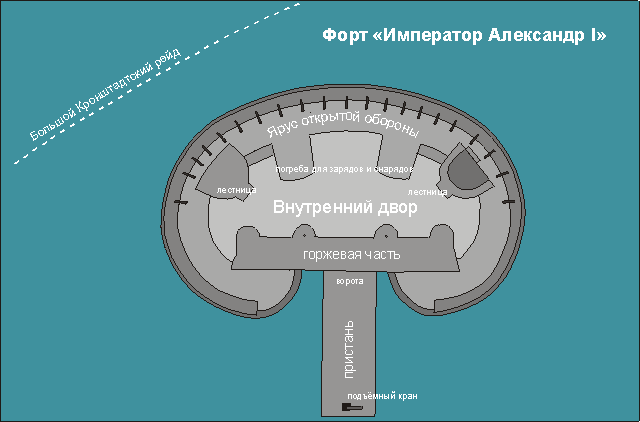 Форт «Император Александр I»
Большой Кронштадтский рейд
Ярус открытой обороны
погреба для зарядов и снарядов
лестница
лестница
Внутренний двор
горжевая часть
ворота
пристань
подъёмный кран